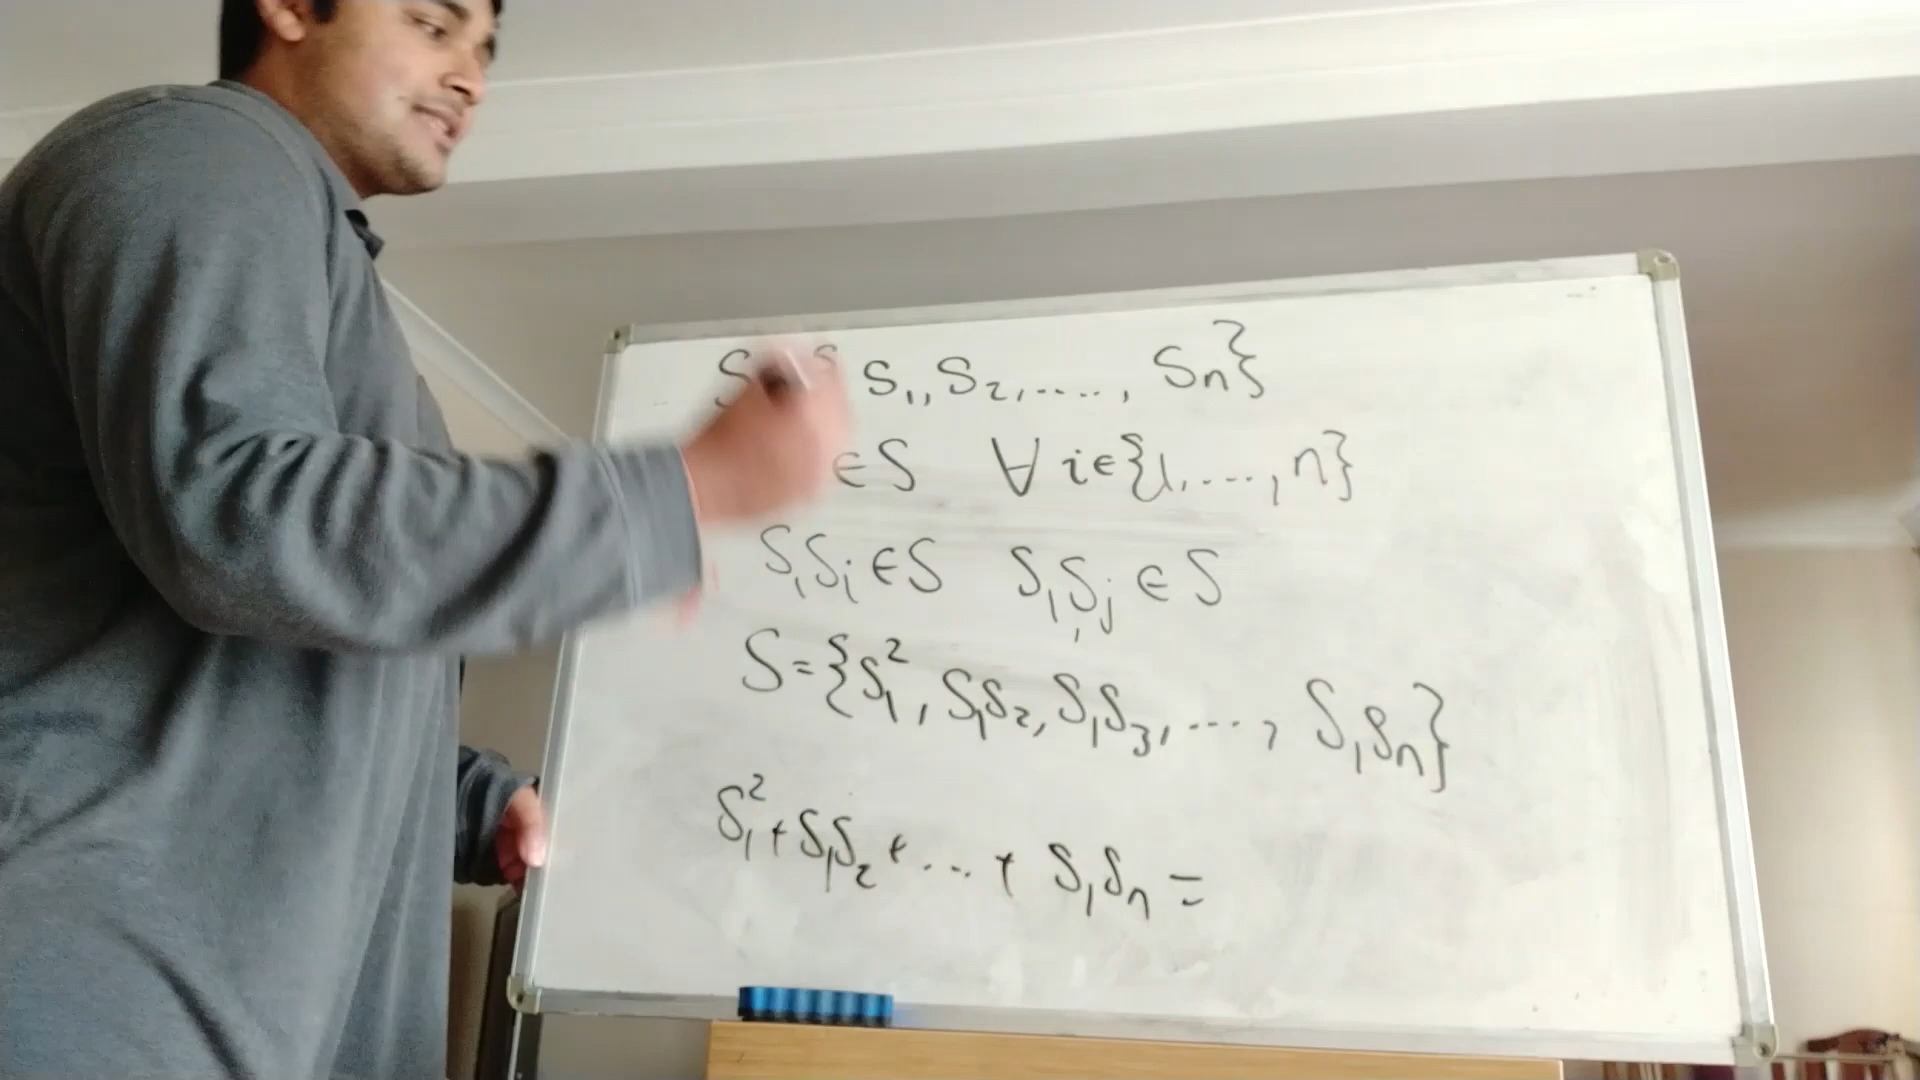 S S₁, S₂, ...., Sₙ}
∈S ∀ i∈{1, ..., n}
S₁Sᵢ∈S S₁Sⱼ∈S
S={S₁², S₁S₂, S₁S₃, ..., S₁Sₙ}
S₁²+S₁S₂+...+S₁Sₙ=